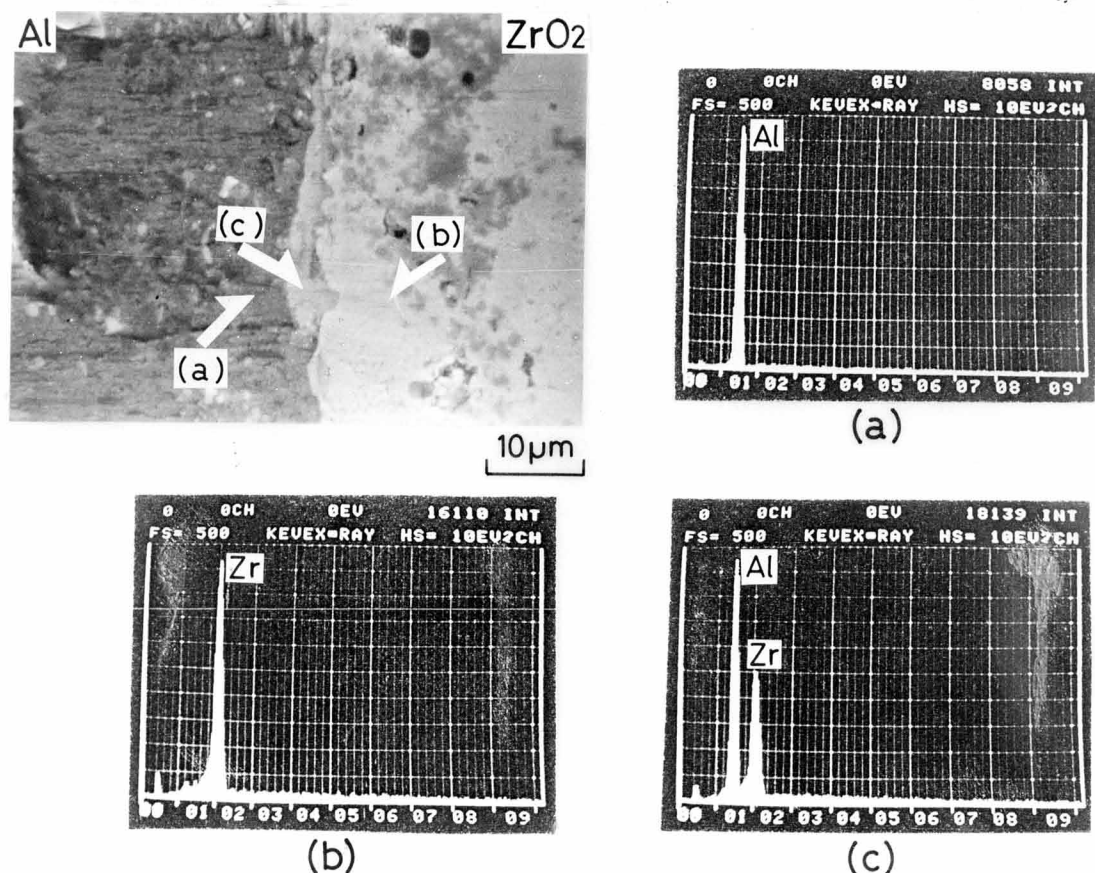 Al
ZrO2
(c)
(b)
(a)
10μm
0 0CH 0EV 8058 INT
FS= 500 KEVEX-RAY HS= 10EV?CH
Al
00 01 02 03 04 05 06 07 08 09
(a)
0 0CH 0EV 16110 INT
FS= 500 KEVEX-RAY HS= 10EV?CH
Zr
00 01 02 03 04 05 06 07 08 09
(b)
0 0CH 0EV 18139 INT
FS= 500 KEVEX-RAY HS= 10EV?CH
Al
Zr
00 01 02 03 04 05 06 07 08 09
(c)